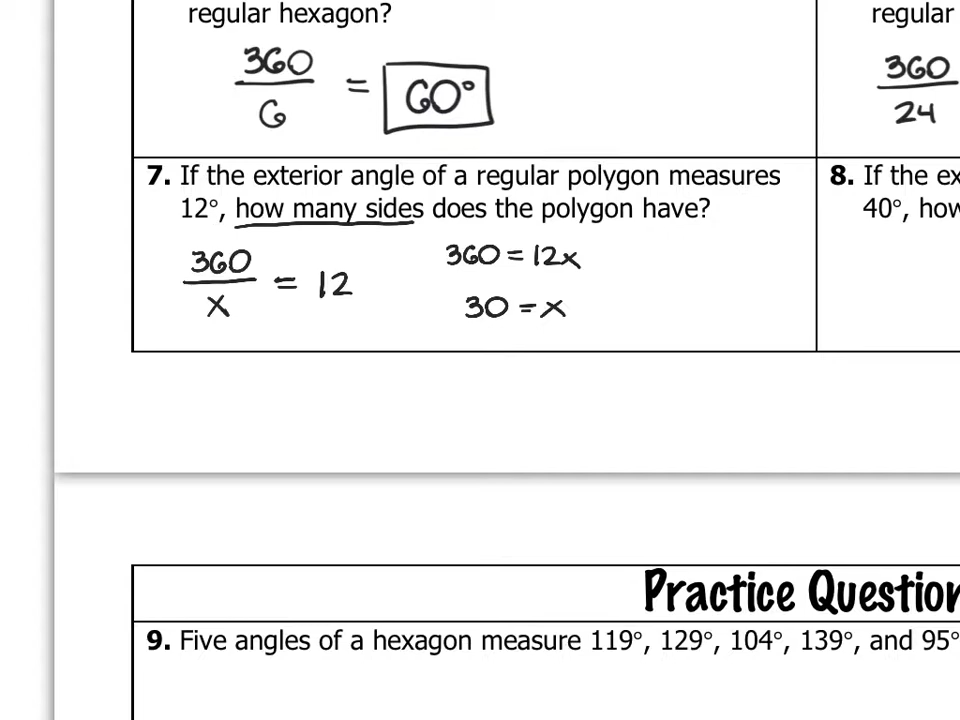 regular hexagon?
360
6
= 60°
regular
360
24
7. If the exterior angle of a regular polygon measures
12°, how many sides does the polygon have?
360
x
= 12
360 = 12x
30 = x
8. If the ex
40°, how
Practice Question
9. Five angles of a hexagon measure 119°, 129°, 104°, 139°, and 95°